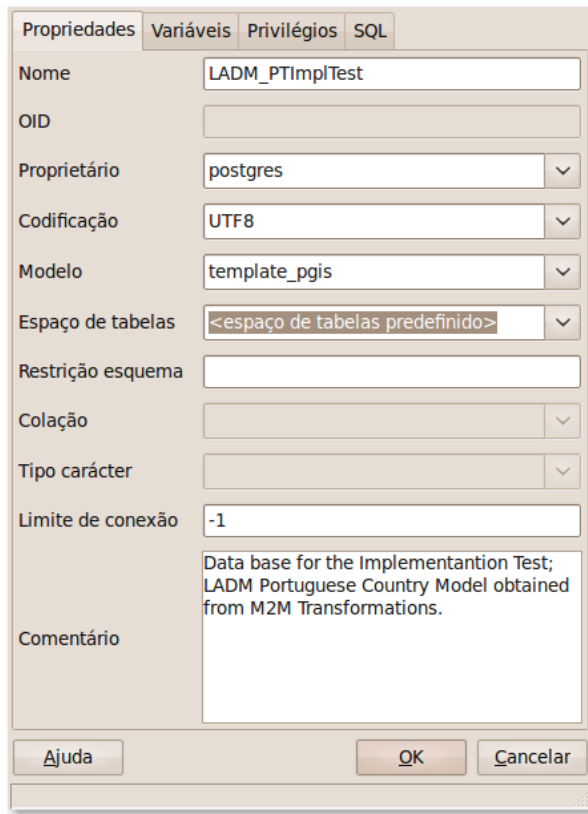 Propriedades Variáveis Privilégios SQL
Nome LADM_PTImplTest
OID
Proprietário postgres
Codificação UTF8
Modelo template_pgis
Espaço de tabelas <espaço de tabelas predefinido>
Restrição esquema
Colação
Tipo carácter
Limite de conexão -1
Data base for the Implementantion Test;
LADM Portuguese Country Model obtained
from M2M Transformations.
Comentário
Ajuda OK Cancelar